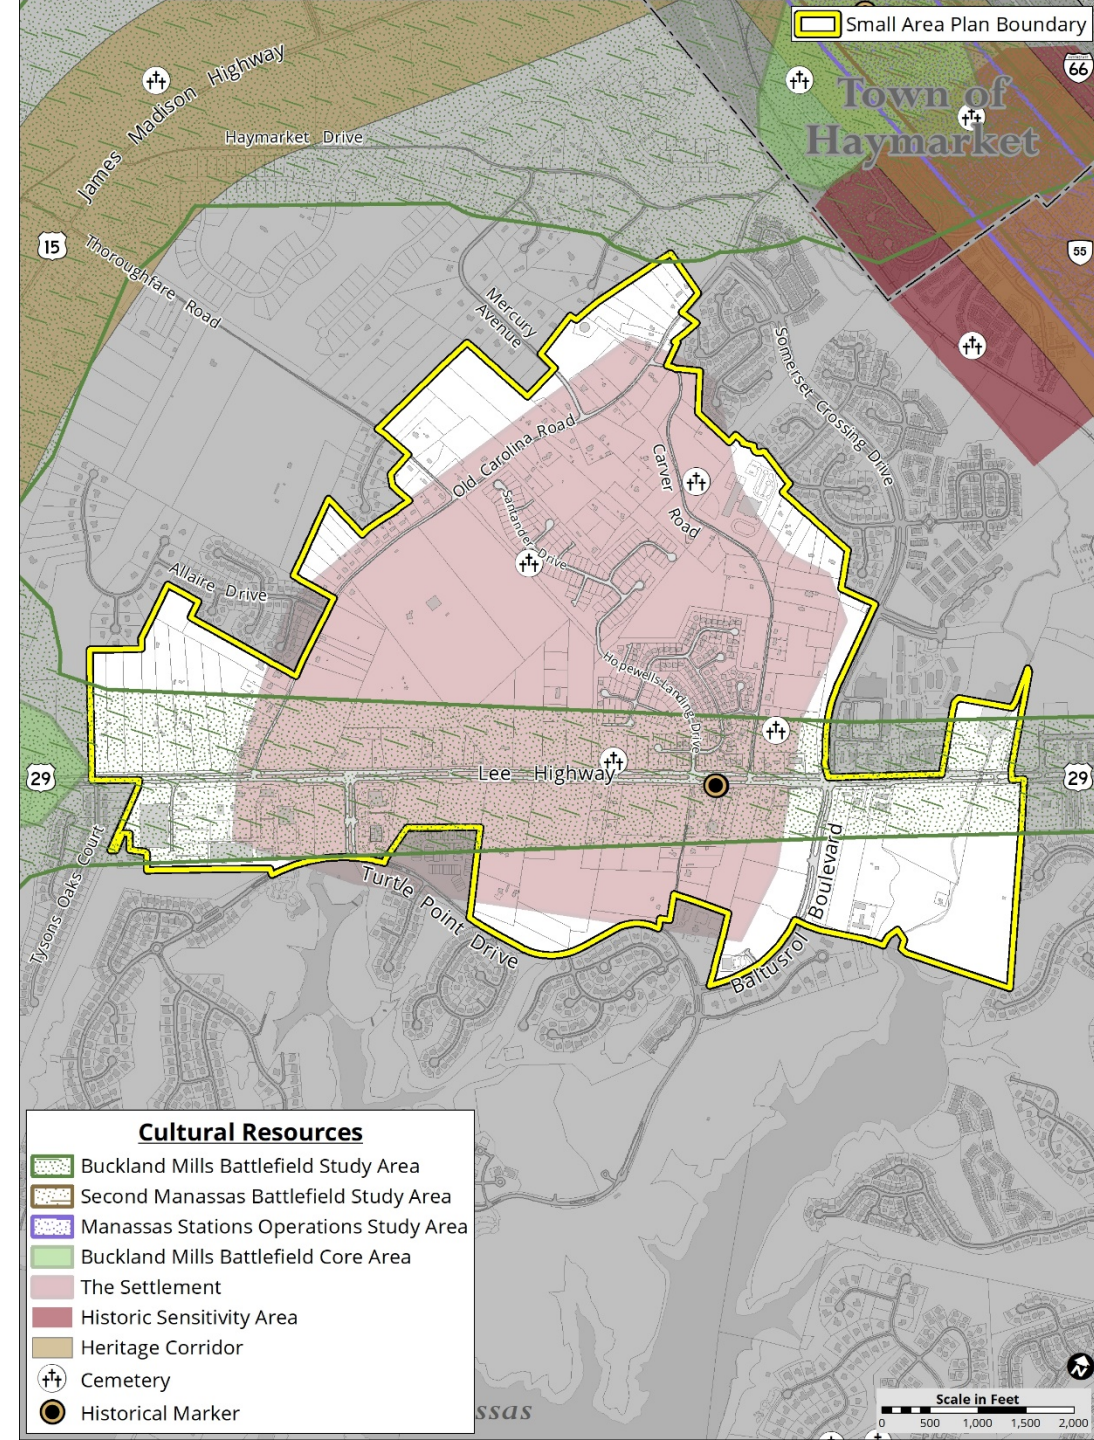 Small Area Plan Boundary
66
Town of
Haymarket
James Madison Highway
Haymarket Drive
15
55
Thoroughfare Road
Mercury
Avenue
Somerset Crossing Drive
Old Carolina Road
Carver
Road
Santander Drive
Allaire Drive
Hopewells Landing Drive
29
Lee Highway
29
Tysons Oaks Court
Turtle Point Drive
Baltusrol Boulevard
Cultural Resources
Buckland Mills Battlefield Study Area
Second Manassas Battlefield Study Area
Manassas Stations Operations Study Area
Buckland Mills Battlefield Core Area
The Settlement
Historic Sensitivity Area
Heritage Corridor
Cemetery
Historical Marker
ssas
N
Scale in Feet
0 500 1,000 1,500 2,000